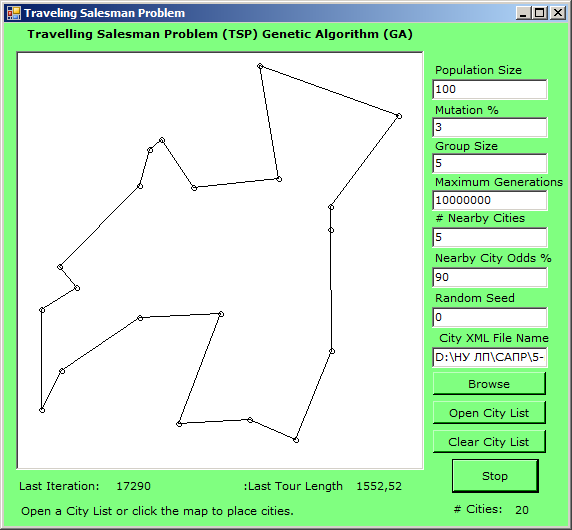 Traveling Salesman Problem
Travelling Salesman Problem (TSP) Genetic Algorithm (GA)
Population Size
100
Mutation %
3
Group Size
5
Maximum Generations
10000000
# Nearby Cities
5
Nearby City Odds %
90
Random Seed
0
City XML File Name
D:\НУ ЛП\САПР\5-
Browse
Open City List
Clear City List
Stop
Last Iteration: 17290 :Last Tour Length 1552,52
Open a City List or click the map to place cities. # Cities: 20